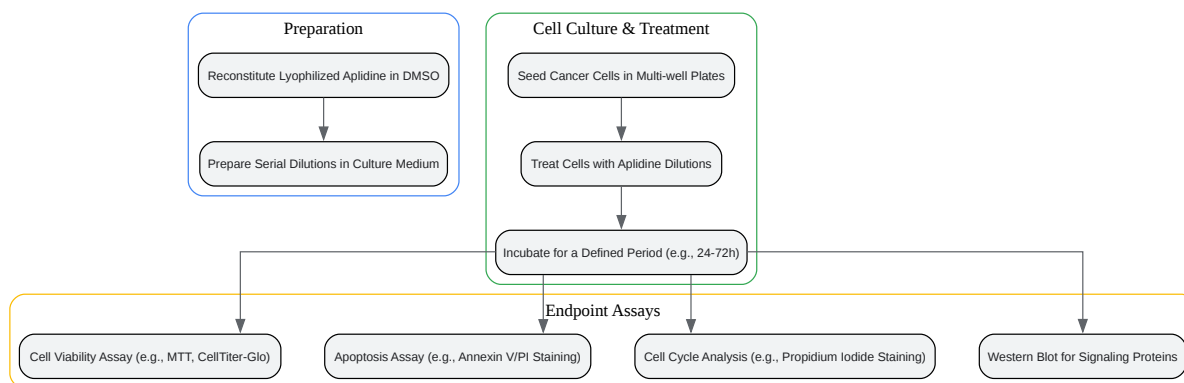 Preparation
Reconstitute Lyophilized Aplidine in DMSO
Prepare Serial Dilutions in Culture Medium
Cell Culture & Treatment
Seed Cancer Cells in Multi-well Plates
Treat Cells with Aplidine Dilutions
Incubate for a Defined Period (e.g., 24-72h)
Endpoint Assays
Cell Viability Assay (e.g., MTT, CellTiter-Glo)
Apoptosis Assay (e.g., Annexin V/PI Staining)
Cell Cycle Analysis (e.g., Propidium Iodide Staining)
Western Blot for Signaling Proteins